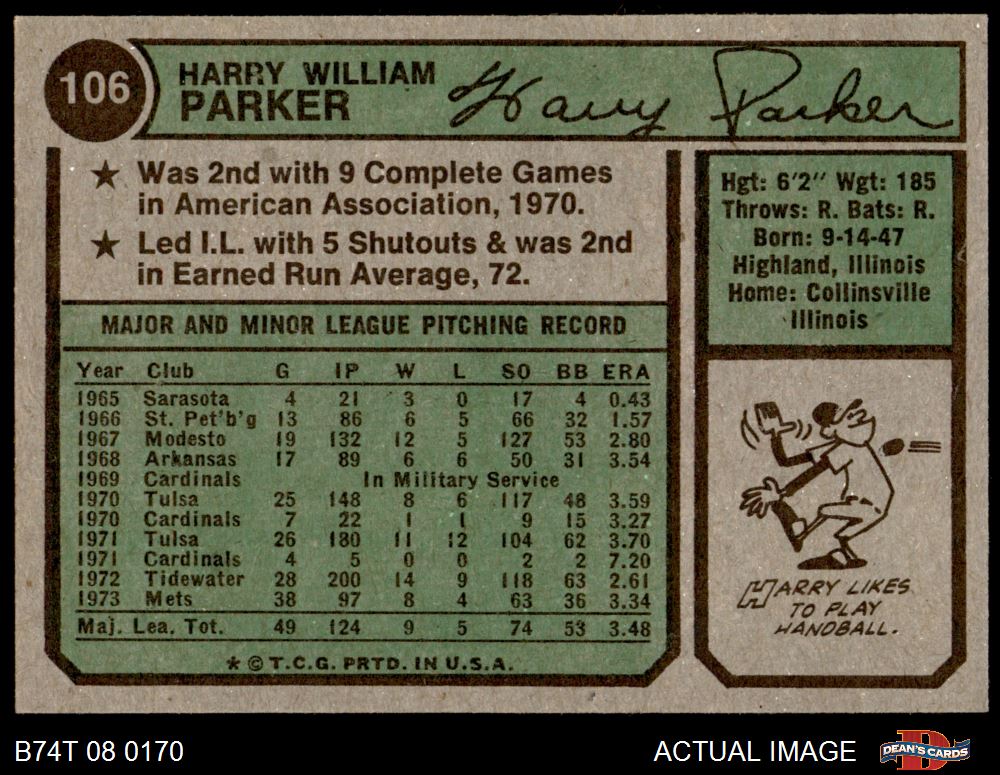 106
HARRY WILLIAM
PARKER
Harry Parker
★ Was 2nd with 9 Complete Games
in American Association, 1970.
★ Led I.L. with 5 Shutouts & was 2nd
in Earned Run Average, 72.
MAJOR AND MINOR LEAGUE PITCHING RECORD
Year Club G IP W L SO BB ERA
1965 Sarasota 4 21 3 0 17 4 0.43
1966 St. Pet'b'g 13 86 6 5 66 32 1.57
1967 Modesto 19 132 12 5 127 53 2.80
1968 Arkansas 17 89 6 6 50 31 3.54
1969 Cardinals In Military Service
1970 Tulsa 25 148 8 6 117 48 3.59
1970 Cardinals 7 22 1 1 9 15 3.27
1971 Tulsa 26 180 11 12 104 62 3.70
1971 Cardinals 4 5 0 0 2 2 7.20
1972 Tidewater 28 200 14 9 118 63 2.61
1973 Mets 38 97 8 4 63 36 3.34
Maj. Lea. Tot. 49 124 9 5 74 53 3.48
★ © T.C.G. PRTD. IN U.S.A.
Hgt: 6'2" Wgt: 185
Throws: R. Bats: R.
Born: 9-14-47
Highland, Illinois
Home: Collinsville
Illinois
HARRY LIKES
TO PLAY
HANDBALL.
B74T 08 0170
ACTUAL IMAGE
DEAN'S CARDS